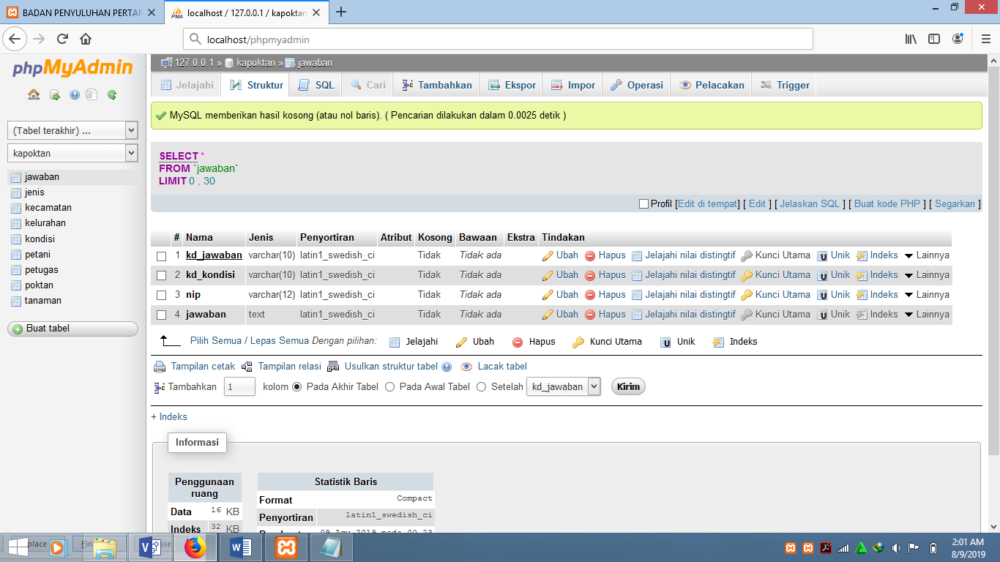 BADAN PENYULUHAN PERTAN
localhost / 127.0.0.1 / kapoktan
localhost/phpmyadmin
phpMyAdmin
(Tabel terakhir) ...
kapoktan
jawaban
jenis
kecamatan
kelurahan
kondisi
petani
petugas
poktan
tanaman
Buat tabel
127.0.0.1 » kapoktan » jawaban
Jelajahi Struktur SQL Cari Tambahkan Ekspor Impor Operasi Pelacakan Trigger
MySQL memberikan hasil kosong (atau nol baris). ( Pencarian dilakukan dalam 0.0025 detik )
SELECT *
FROM `jawaban`
LIMIT 0 , 30
Profil [Edit di tempat] [ Edit ] [ Jelaskan SQL ] [ Buat kode PHP ] [ Segarkan ]
# Nama Jenis Penyortiran Atribut Kosong Bawaan Ekstra Tindakan
1 kd_jawaban varchar(10) latin1_swedish_ci Tidak Tidak ada Ubah Hapus Jelajahi nilai distingtif Kunci Utama Unik Indeks Lainnya
2 kd_kondisi varchar(10) latin1_swedish_ci Tidak Tidak ada Ubah Hapus Jelajahi nilai distingtif Kunci Utama Unik Indeks Lainnya
3 nip varchar(12) latin1_swedish_ci Tidak Tidak ada Ubah Hapus Jelajahi nilai distingtif Kunci Utama Unik Indeks Lainnya
4 jawaban text latin1_swedish_ci Tidak Tidak ada Ubah Hapus Jelajahi nilai distingtif Kunci Utama Unik Indeks Lainnya
Pilih Semua / Lepas Semua Dengan pilihan: Jelajahi Ubah Hapus Kunci Utama Unik Indeks
Tampilan cetak Tampilan relasi Usulkan struktur tabel Lacak tabel
Tambahkan 1 kolom Pada Akhir Tabel Pada Awal Tabel Setelah kd_jawaban Kirim
+ Indeks
Informasi
Penggunaan ruang
Data 16 KB
Indeks 32 KB
Statistik Baris
Format Compact
Penyortiran latin1_swedish_ci
2:01 AM
8/9/2019